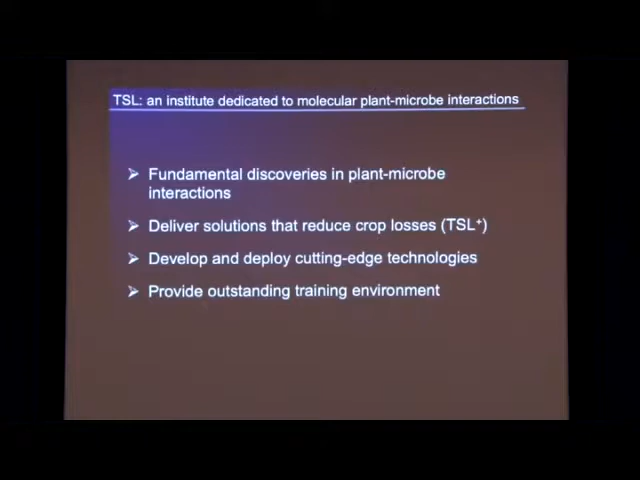 TSL: an institute dedicated to molecular plant-microbe interactions
➢ Fundamental discoveries in plant-microbe
interactions
➢ Deliver solutions that reduce crop losses (TSL⁺)
➢ Develop and deploy cutting-edge technologies
➢ Provide outstanding training environment